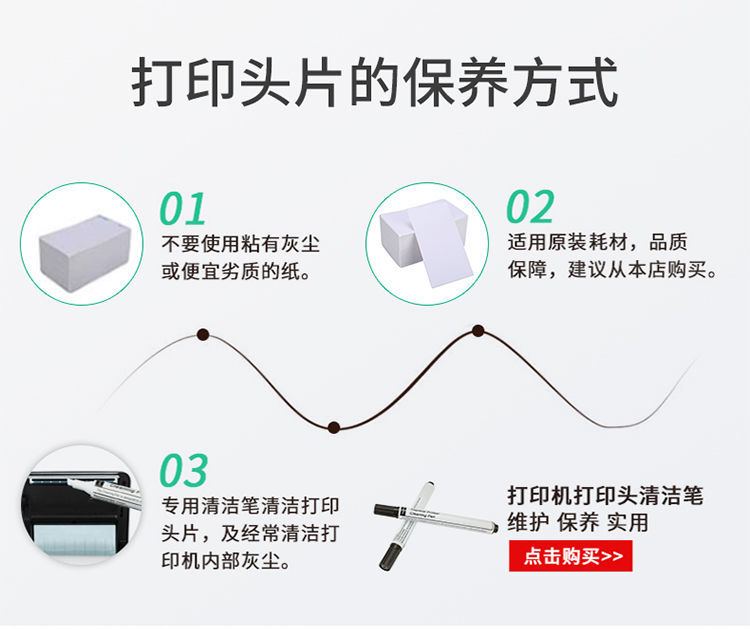 打印头片的保养方式
01
不要使用粘有灰尘
或便宜劣质的纸。
02
适用原装耗材，品质
保障，建议从本店购买。
03
专用清洁笔清洁打印
头片，及经常清洁打
印机内部灰尘。
Cleaning Pen
打印机打印头清洁笔
维护 保养 实用
点击购买>>